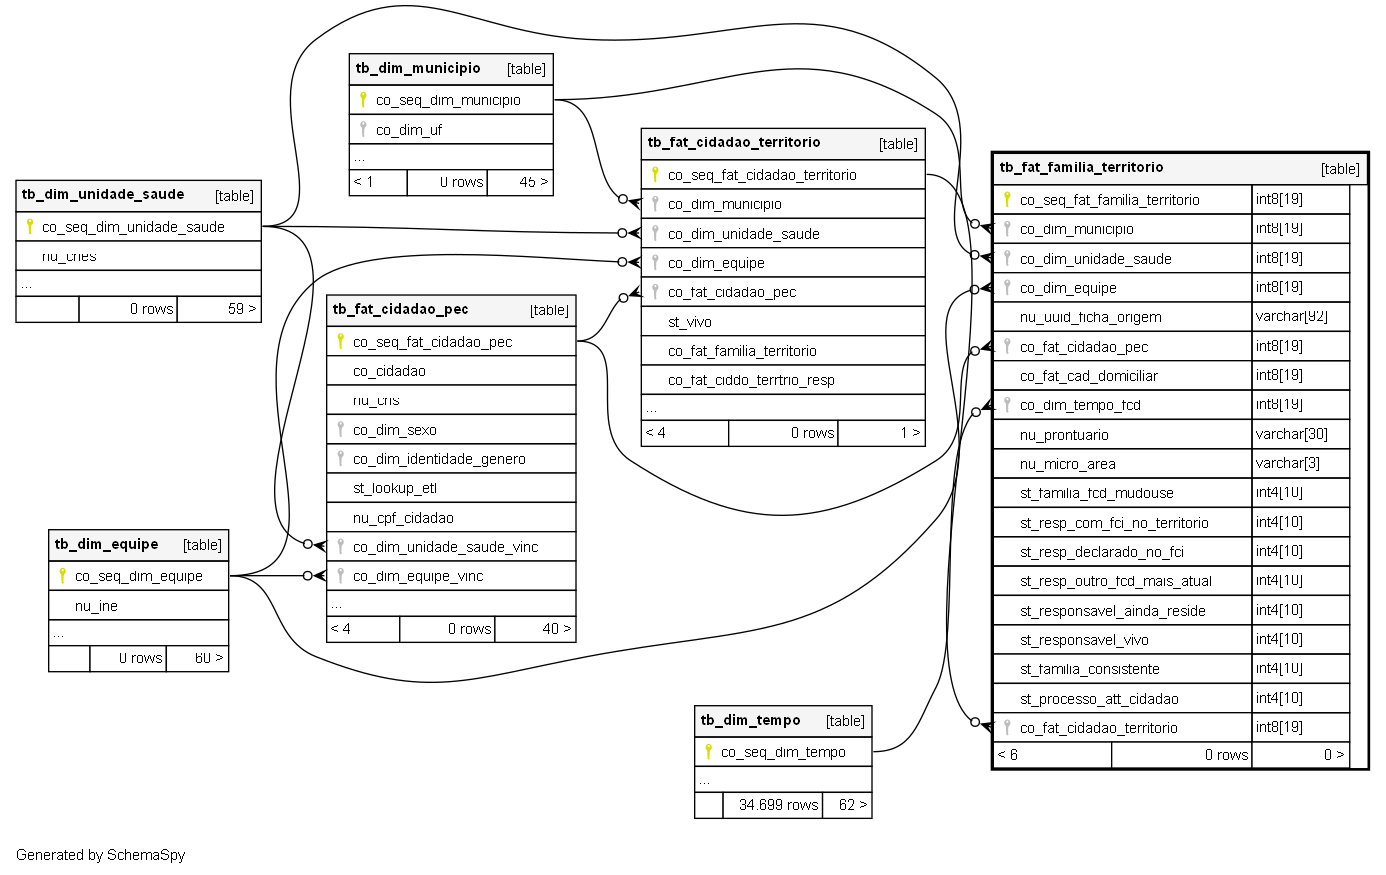 tb_dim_municipio [table]
co_seq_dim_municipio
co_dim_uf
...
< 1 0 rows 45 >
tb_dim_unidade_saude [table]
co_seq_dim_unidade_saude
nu_cnes
...
0 rows 59 >
tb_fat_cidadao_territorio [table]
co_seq_fat_cidadao_territorio
co_dim_municipio
co_dim_unidade_saude
co_dim_equipe
co_fat_cidadao_pec
st_vivo
co_fat_familia_territorio
co_fat_ciddo_terrtrio_resp
...
< 4 0 rows 1 >
tb_fat_cidadao_pec [table]
co_seq_fat_cidadao_pec
co_cidadao
nu_cns
co_dim_sexo
co_dim_identidade_genero
st_lookup_etl
nu_cpf_cidadao
co_dim_unidade_saude_vinc
co_dim_equipe_vinc
...
< 4 0 rows 40 >
tb_dim_equipe [table]
co_seq_dim_equipe
nu_ine
...
0 rows 60 >
tb_dim_tempo [table]
co_seq_dim_tempo
...
34.699 rows 62 >
tb_fat_familia_territorio [table]
co_seq_fat_familia_territorio int8[19]
co_dim_municipio int8[19]
co_dim_unidade_saude int8[19]
co_dim_equipe int8[19]
nu_uuid_ficha_origem varchar[92]
co_fat_cidadao_pec int8[19]
co_fat_cad_domiciliar int8[19]
co_dim_tempo_fcd int8[19]
nu_prontuario varchar[30]
nu_micro_area varchar[3]
st_familia_fcd_mudouse int4[10]
st_resp_com_fci_no_territorio int4[10]
st_resp_declarado_no_fci int4[10]
st_resp_outro_fcd_mais_atual int4[10]
st_responsavel_ainda_reside int4[10]
st_responsavel_vivo int4[10]
st_familia_consistente int4[10]
st_processo_att_cidadao int4[10]
co_fat_cidadao_territorio int8[19]
< 6 0 rows 0 >
Generated by SchemaSpy